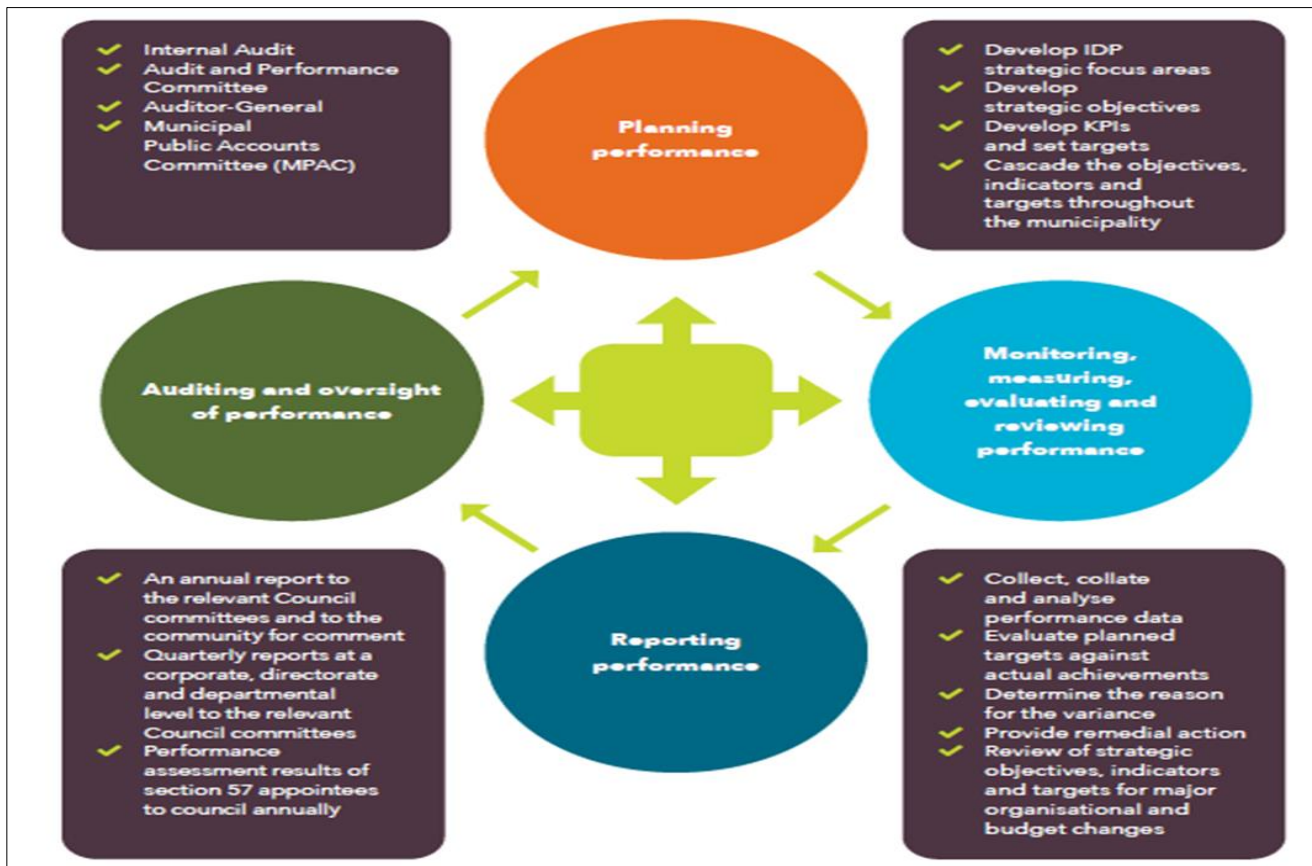 Internal Audit
Audit and Performance
Committee
Auditor-General
Municipal
Public Accounts
Committee (MPAC)
Planning
performance
Develop IDP
strategic focus areas
Develop
strategic objectives
Develop KPIs
and set targets
Cascade the objectives,
indicators and
targets throughout
the municipality
Auditing and oversight
of performance
Monitoring,
measuring,
evaluating and
reviewing
performance
An annual report to
the relevant Council
committees and to the
community for comment
Quarterly reports at a
corporate, directorate
and departmental
level to the relevant
Council committees
Performance
assessment results of
section 57 appointees
to council annually
Reporting
performance
Collect, collate
and analyse
performance data
Evaluate planned
targets against
actual achievements
Determine the reason
for the variance
Provide remedial action
Review of strategic
objectives, indicators
and targets for major
organisational and
budget changes